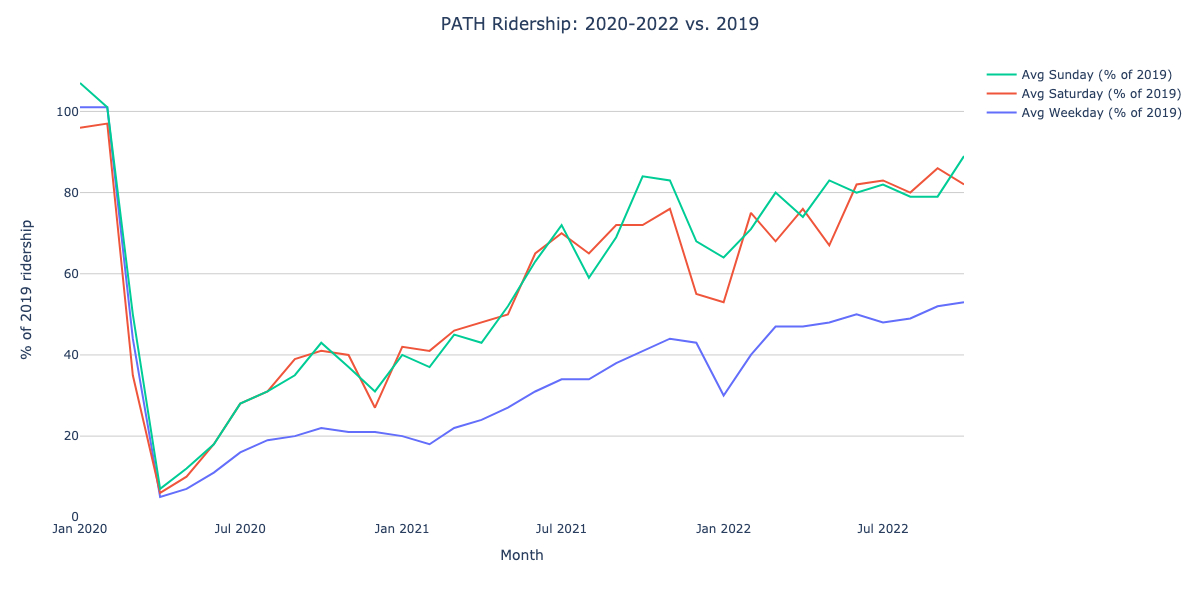 PATH Ridership: 2020-2022 vs. 2019
Avg Sunday (% of 2019)
Avg Saturday (% of 2019)
Avg Weekday (% of 2019)
% of 2019 ridership
100
80
60
40
20
0
Jan 2020
Jul 2020
Jan 2021
Jul 2021
Jan 2022
Jul 2022
Month